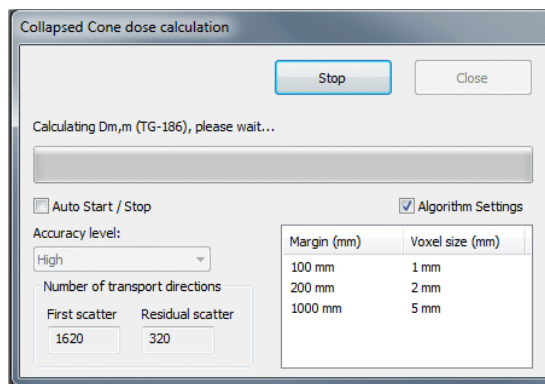 Collapsed Cone dose calculation
Stop Close
Calculating Dm,m (TG-186), please wait...
Auto Start / Stop Algorithm Settings
Accuracy level:
High
Number of transport directions
First scatter Residual scatter
1620 320
Margin (mm) Voxel size (mm)
100 mm 1 mm
200 mm 2 mm
1000 mm 5 mm